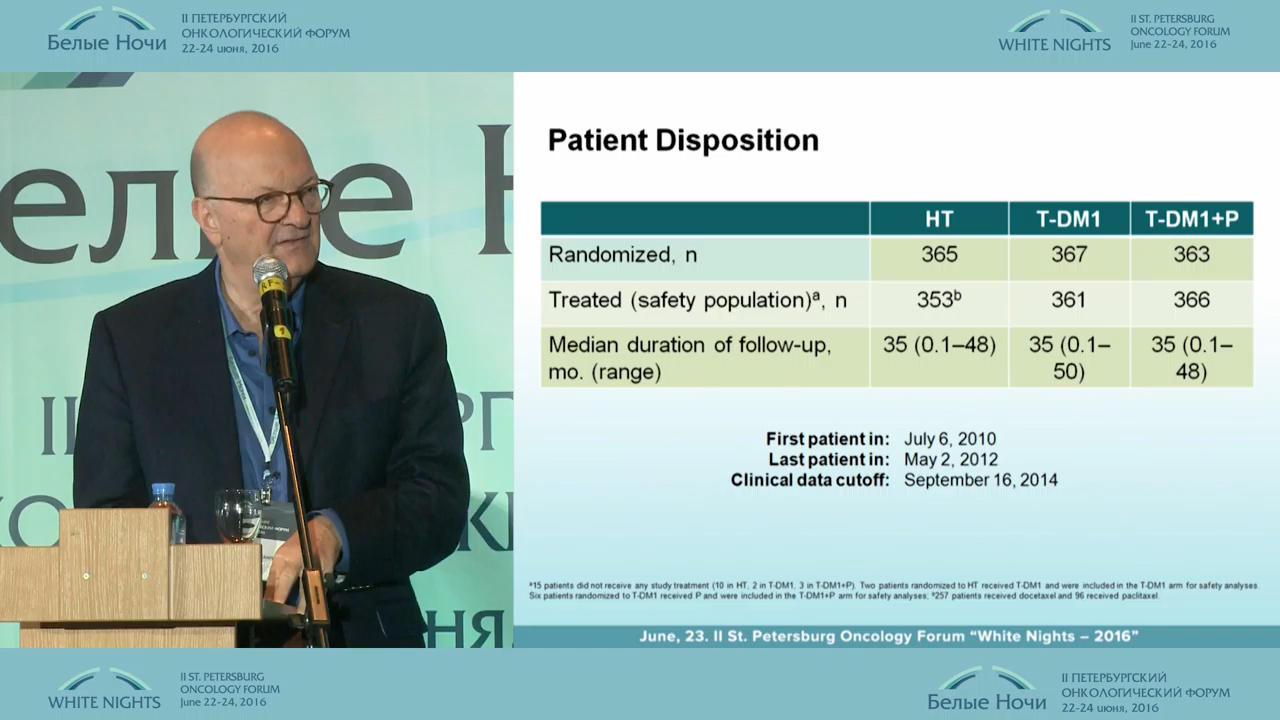 Белые Ночи
II ПЕТЕРБУРГСКИЙ
ОНКОЛОГИЧЕСКИЙ ФОРУМ
22-24 июня, 2016
WHITE NIGHTS
II ST. PETERSBURG
ONCOLOGY FORUM
June 22-24, 2016
Patient Disposition
HT T-DM1 T-DM1+P
Randomized, n 365 367 363
Treated (safety population)ᵃ, n 353ᵇ 361 366
Median duration of follow-up, 35 (0.1–48) 35 (0.1– 35 (0.1–
mo. (range) 50) 48)
First patient in: July 6, 2010
Last patient in: May 2, 2012
Clinical data cutoff: September 16, 2014
ᵃ15 patients did not receive any study treatment (10 in HT, 2 in T-DM1, 3 in T-DM1+P). Two patients randomized to HT received T-DM1 and were included in the T-DM1 arm for safety analyses.
Six patients randomized to T-DM1 received P and were included in the T-DM1+P arm for safety analyses; ᵇ257 patients received docetaxel and 96 received paclitaxel.
June, 23. II St. Petersburg Oncology Forum “White Nights – 2016”
WHITE NIGHTS
II ST. PETERSBURG
ONCOLOGY FORUM
June 22-24, 2016
Белые Ночи
II ПЕТЕРБУРГСКИЙ
ОНКОЛОГИЧЕСКИЙ ФОРУМ
22-24 июня, 2016